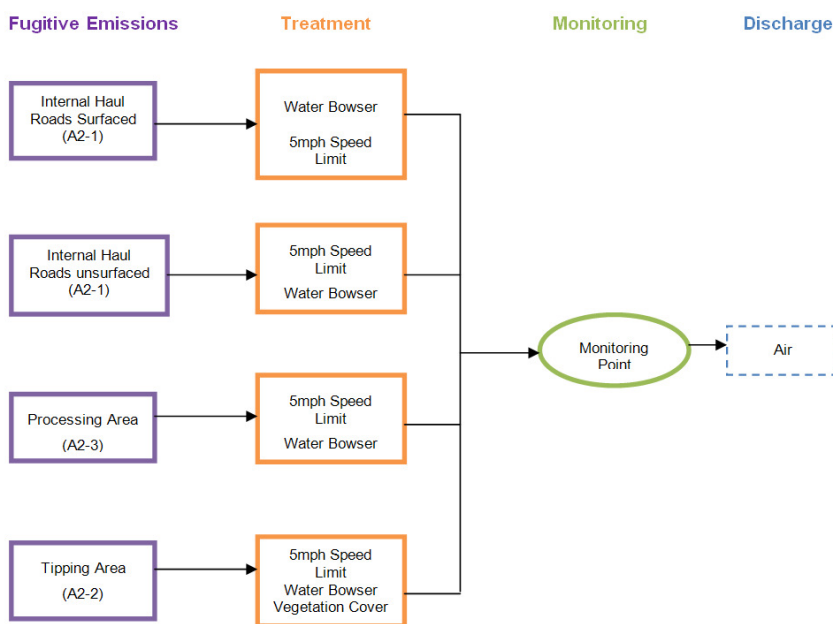 Fugitive Emissions
Treatment
Monitoring
Discharge
Internal Haul
Roads Surfaced
(A2-1)
Water Bowser
5mph Speed
Limit
Internal Haul
Roads unsurfaced
(A2-1)
5mph Speed
Limit
Water Bowser
Processing Area
(A2-3)
5mph Speed
Limit
Water Bowser
Tipping Area
(A2-2)
5mph Speed
Limit
Water Bowser
Vegetation Cover
Monitoring
Point
Air